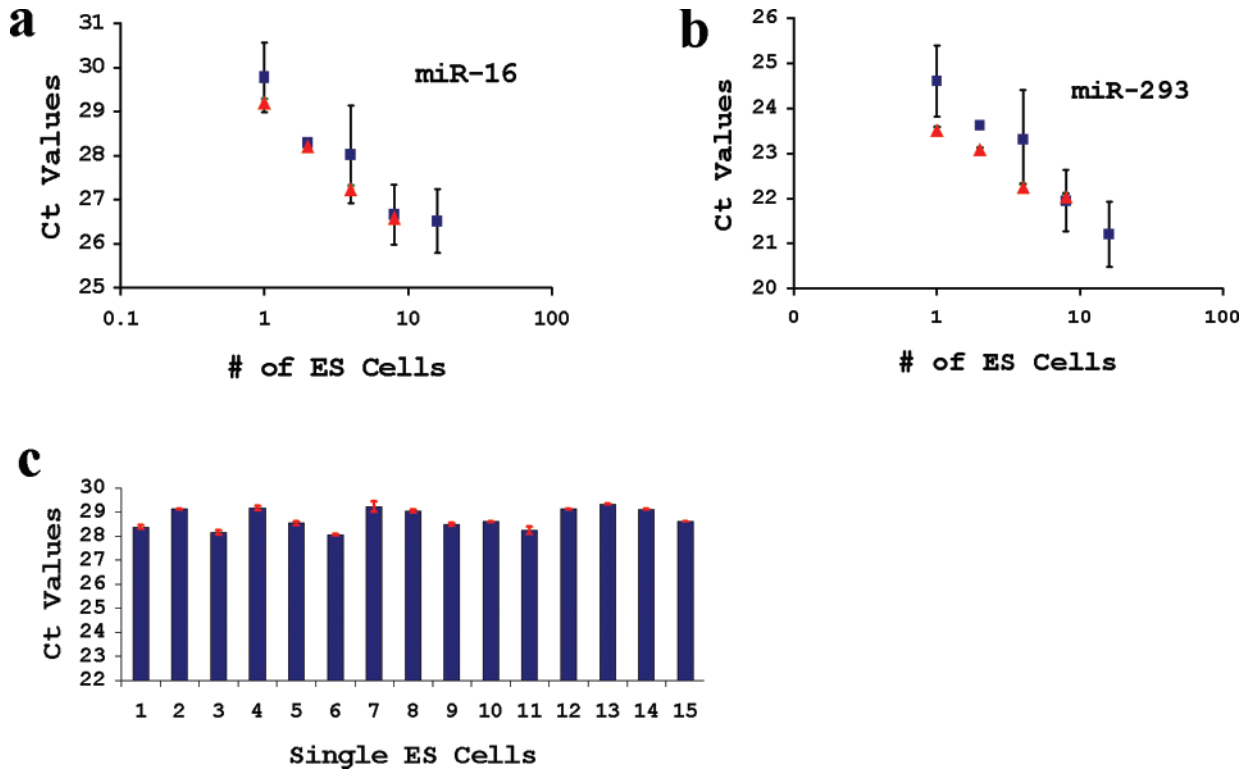 a
31
30
29
28
27
26
25
Ct Values
miR-16
0.1 1 10 100
# of ES Cells
b
26
25
24
23
22
21
20
Ct Values
miR-293
0 1 10 100
# of ES Cells
c
30
29
28
27
26
25
24
23
22
Ct Values
1 2 3 4 5 6 7 8 9 10 11 12 13 14 15
Single ES Cells